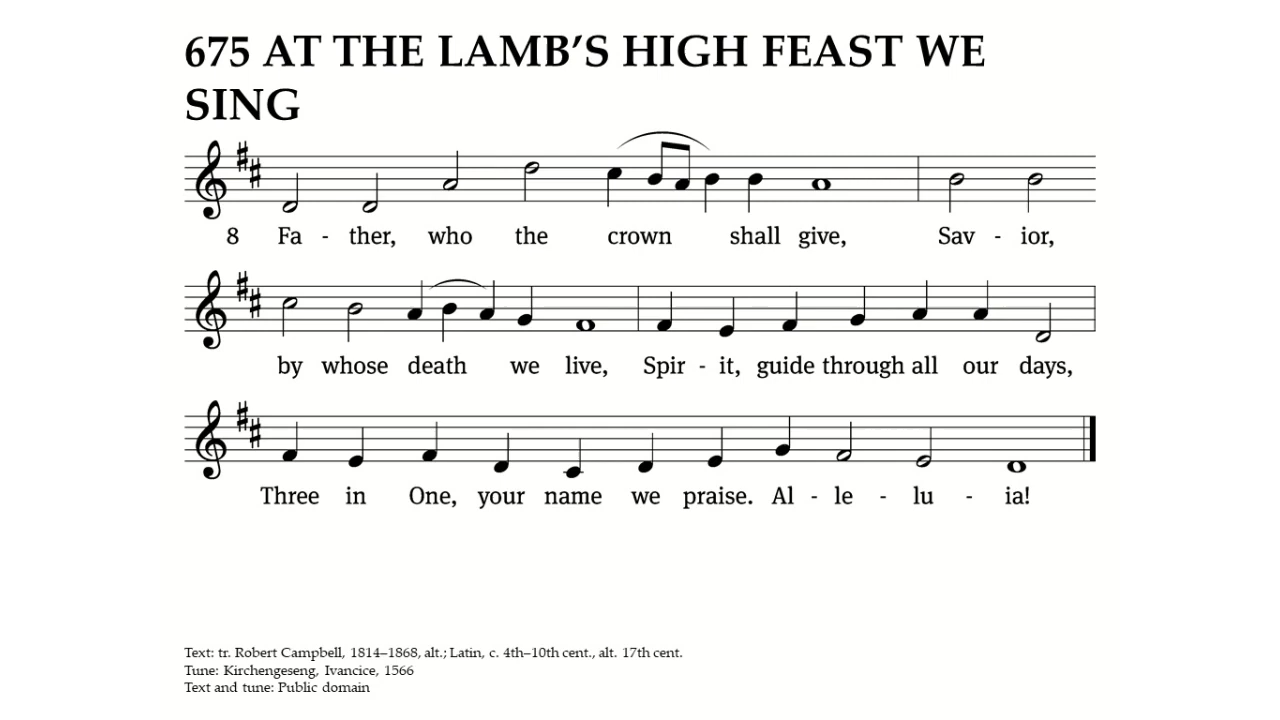 675 AT THE LAMB’S HIGH FEAST WE
SING
8 Fa - ther, who the crown shall give, Sav - ior,
by whose death we live, Spir - it, guide through all our days,
Three in One, your name we praise. Al - le - lu - ia!
Text: tr. Robert Campbell, 1814–1868, alt.; Latin, c. 4th–10th cent., alt. 17th cent.
Tune: Kirchengeseng, Ivancice, 1566
Text and tune: Public domain